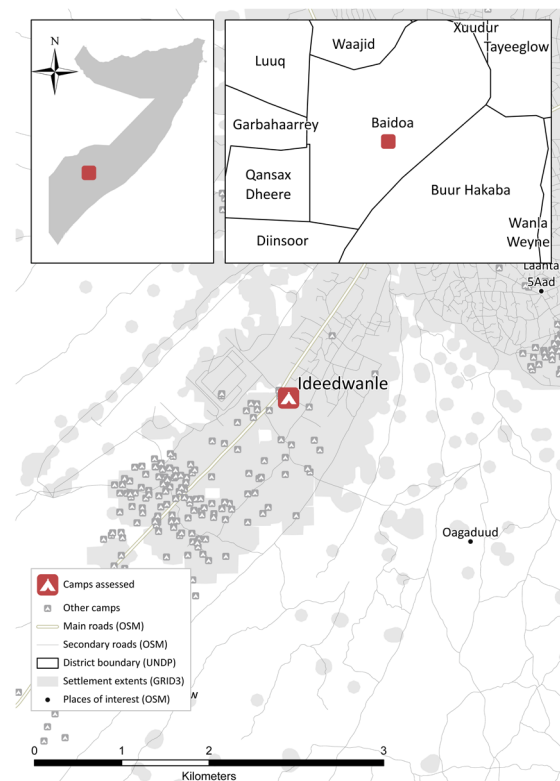 N
Xuudur
Waajid
Tayeeglow
Luuq
Garbahaarrey
Baidoa
Qansax
Dheere
Buur Hakaba
Wanla
Weyne
Diinsoor
Laanta
5Aad
Ideedwanle
Oagaduud
Camps assessed
Other camps
Main roads (OSM)
Secondary roads (OSM)
District boundary (UNDP)
Settlement extents (GRID3)
Places of interest (OSM)
w
0
1
2
3
Kilometers